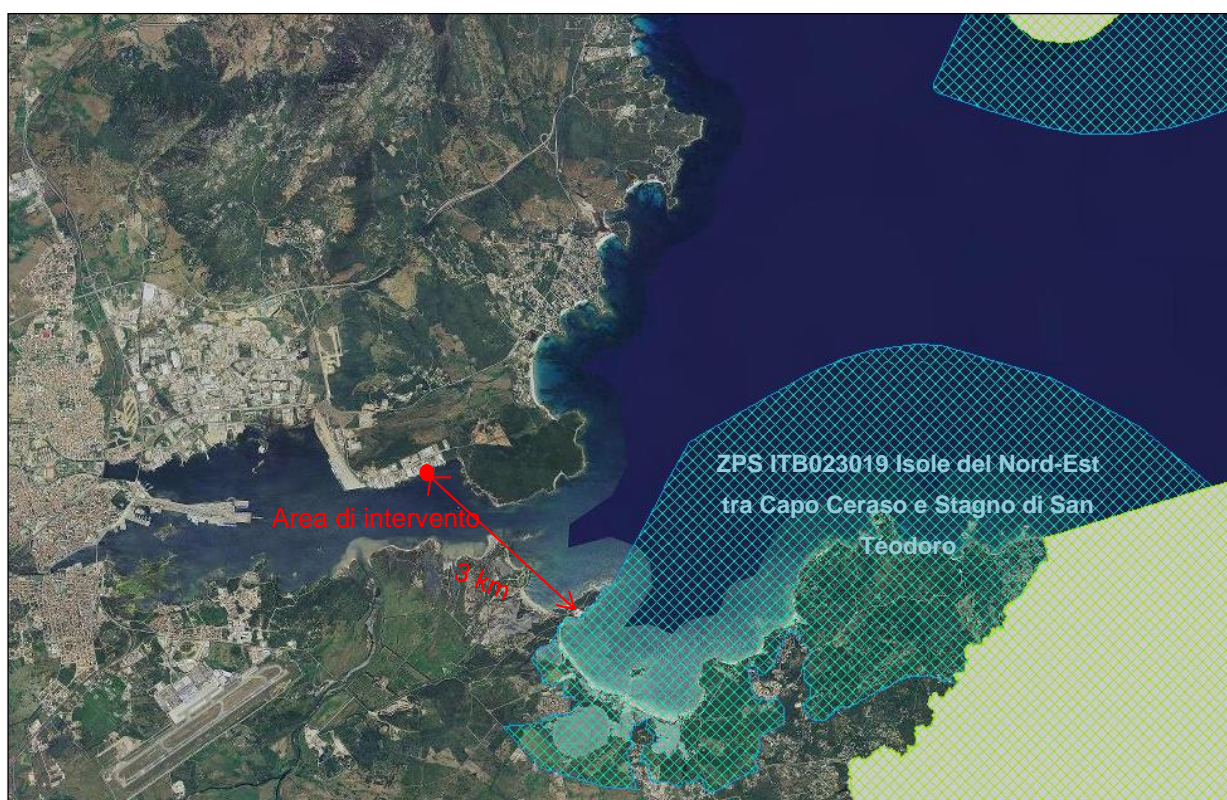 ZPS ITB023019 Isole del Nord-Est
tra Capo Ceraso e Stagno di San
Teodoro
Area di intervento
3 km